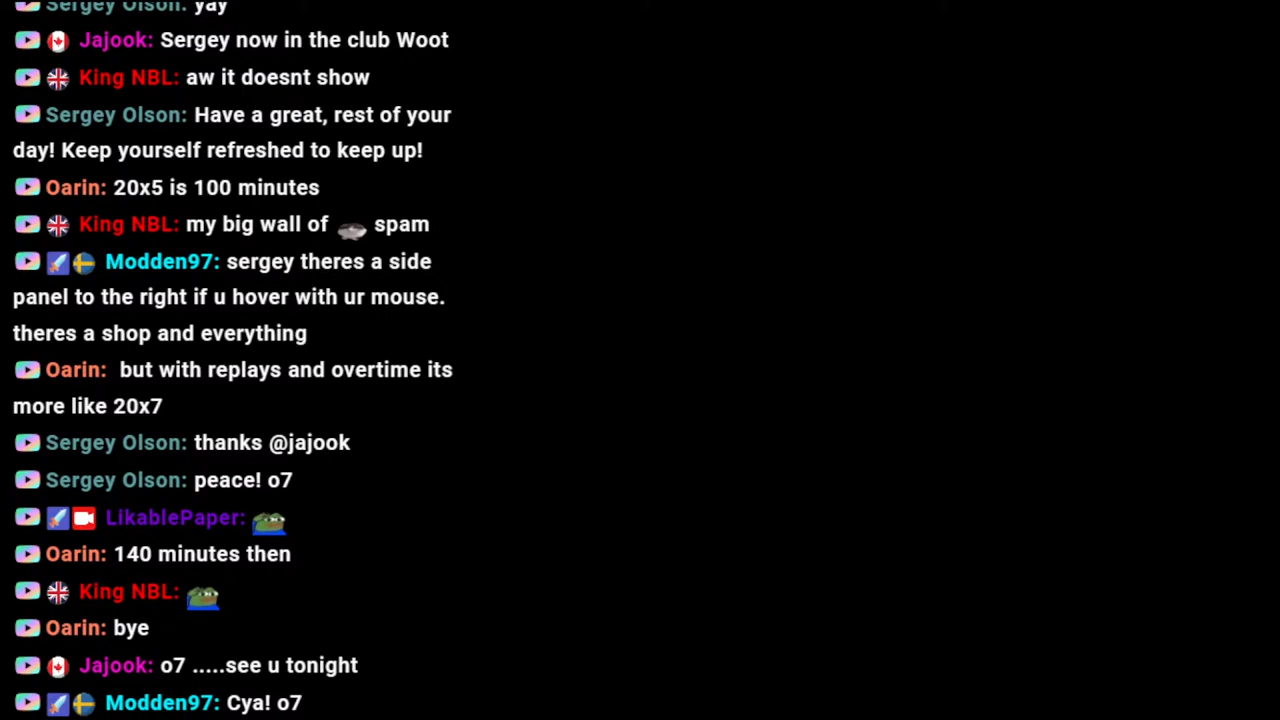 Sergey Olson: yay
Jajook: Sergey now in the club Woot
King NBL: aw it doesnt show
Sergey Olson: Have a great, rest of your
day! Keep yourself refreshed to keep up!
Oarin: 20x5 is 100 minutes
King NBL: my big wall of spam
Modden97: sergey theres a side
panel to the right if u hover with ur mouse.
theres a shop and everything
Oarin: but with replays and overtime its
more like 20x7
Sergey Olson: thanks @jajook
Sergey Olson: peace! o7
LikablePaper:
Oarin: 140 minutes then
King NBL:
Oarin: bye
Jajook: o7 .....see u tonight
Modden97: Cya! o7